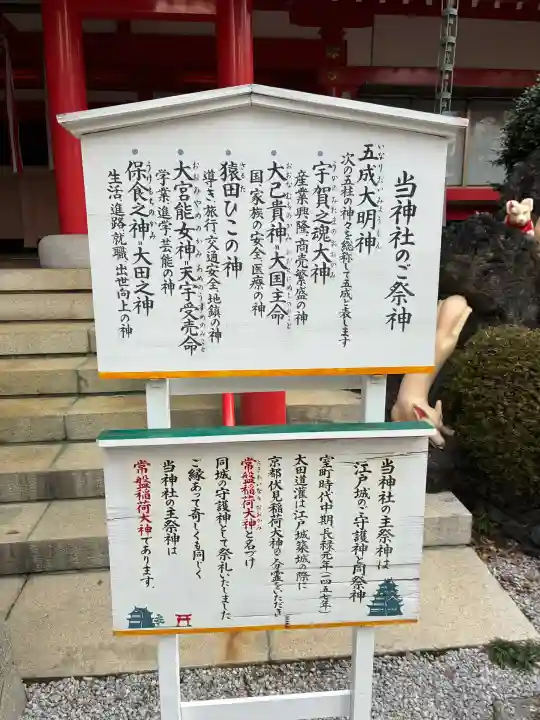 当神社のご祭神
五成大明神
次の五柱の神々を総称して五成と表します
・宇賀之魂大神
産業興隆、商売繁盛の神
・大己貴神=大国主命
国・家族の安全、医療の神
・猿田ひこの神
導き・旅行・交通安全・地鎮の神
・大宮能女神=天宇受売命
学業・進学・芸能の神
・保食之神=大田之神
生活、進路、就職、出世向上の神
当神社の主祭神は
江戸城のご守護神と同祭神
室町時代中期、長禄元年(一四五七年)
太田道灌は江戸城築城の際に
京都伏見稲荷大神のご分霊をいただき
常盤稲荷大神と名づけ
同城の守護神として祭礼いたしました
ご縁あって奇しくも同じく
当神社の主祭神は
常盤稲荷大神であります。